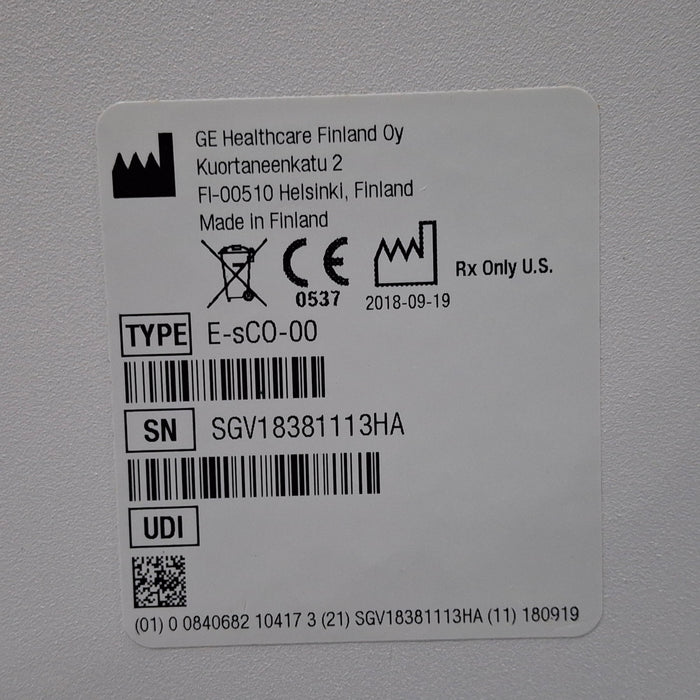 GE Healthcare Finland Oy
Kuortaneenkatu 2
FI-00510 Helsinki, Finland
Made in Finland
CE
0537
2018-09-19
Rx Only U.S.
TYPE E-sCO-00
SN SGV18381113HA
UDI
(01) 0 0840682 10417 3 (21) SGV18381113HA (11) 180919